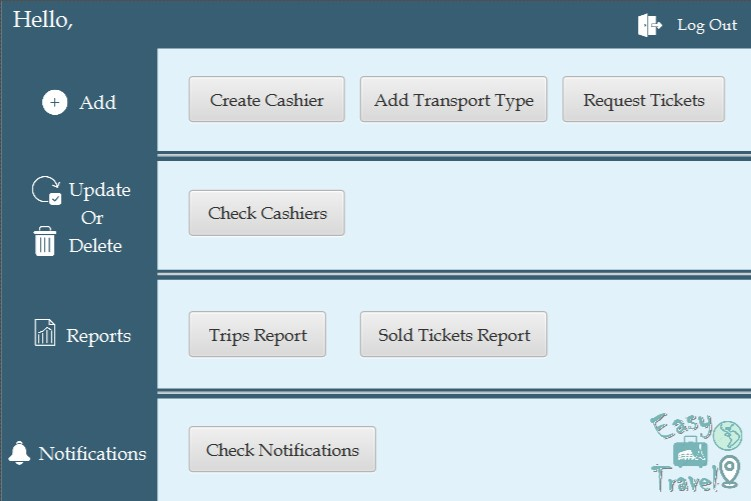 Hello,
Log Out
Add
Create Cashier
Add Transport Type
Request Tickets
Update
Or
Delete
Check Cashiers
Reports
Trips Report
Sold Tickets Report
Notifications
Check Notifications
Easy
Travel